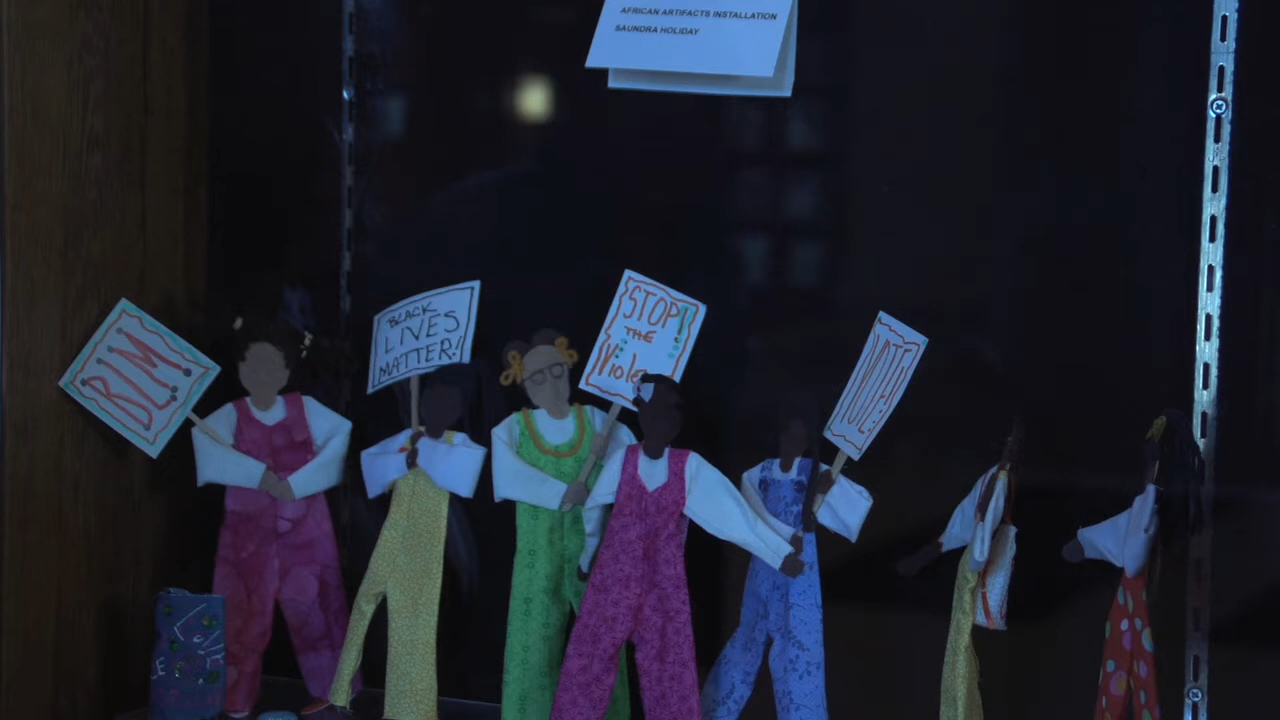 AFRICAN ARTIFACTS INSTALLATION
SAUNDRA HOLIDAY
BLM
BLACK
LIVES
MATTER!
STOP!
THE
VOTE!